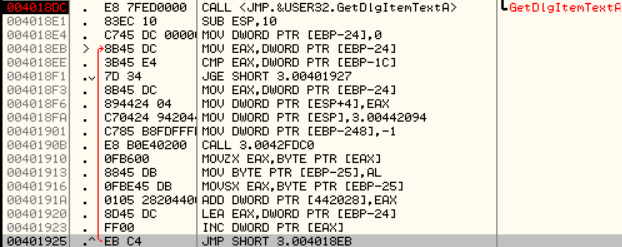 004018DC . E8 7FED0000 CALL <JMP.&USER32.GetDlgItemTextA> GetDlgItemTextA
004018E1 . 83EC 10 SUB ESP,10
004018E4 . C745 DC 00000 MOV DWORD PTR [EBP-24],0
004018EB > 8B45 DC MOV EAX,DWORD PTR [EBP-24]
004018EE . 3B45 E4 CMP EAX,DWORD PTR [EBP-1C]
004018F1 . 7D 34 JGE SHORT 3.00401927
004018F3 . 8B45 DC MOV EAX,DWORD PTR [EBP-24]
004018F6 . 894424 04 MOV DWORD PTR [ESP+4],EAX
004018FA . C70424 94204 MOV DWORD PTR [ESP],3.00442094
00401901 . C785 B8FDFFF MOV DWORD PTR [EBP-248],-1
0040190B . E8 B0E40200 CALL 3.0042FDC0
00401910 . 0FB600 MOVZX EAX,BYTE PTR [EAX]
00401913 . 8845 DB MOV BYTE PTR [EBP-25],AL
00401916 . 0FBE45 DB MOVSX EAX,BYTE PTR [EBP-25]
0040191A . 0105 28204400 ADD DWORD PTR [442028],EAX
00401920 . 8D45 DC LEA EAX,DWORD PTR [EBP-24]
00401923 . FF00 INC DWORD PTR [EAX]
00401925 .^ EB C4 JMP SHORT 3.004018EB